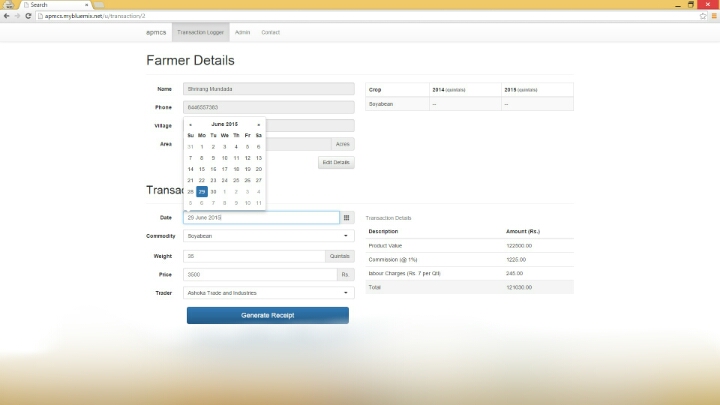 Search
apmcs.mybluemix.net/u/transaction/2
apmcs Transaction Logger Admin Contact
Farmer Details
Name Shrirang Mundada
Phone 8446557363
Village
Area Acres
Edit Details
Crop 2014 (quintals) 2015 (quintals)
Soyabean -- --
« June 2015 »
Su Mo Tu We Th Fr Sa
31 1 2 3 4 5 6
7 8 9 10 11 12 13
14 15 16 17 18 19 20
21 22 23 24 25 26 27
28 29 30 1 2 3 4
5 6 7 8 9 10 11
Transac
Date 29 June 2015
Commodity Soyabean
Weight 35 Quintals
Price 3500 Rs
Trader Ashoka Trade and Industries
Generate Receipt
Transaction Details
Description Amount (Rs.)
Product Value 122500.00
Commission (@ 1%) 1225.00
labour Charges (Rs. 7 per Qtl) 245.00
Total 121030.00